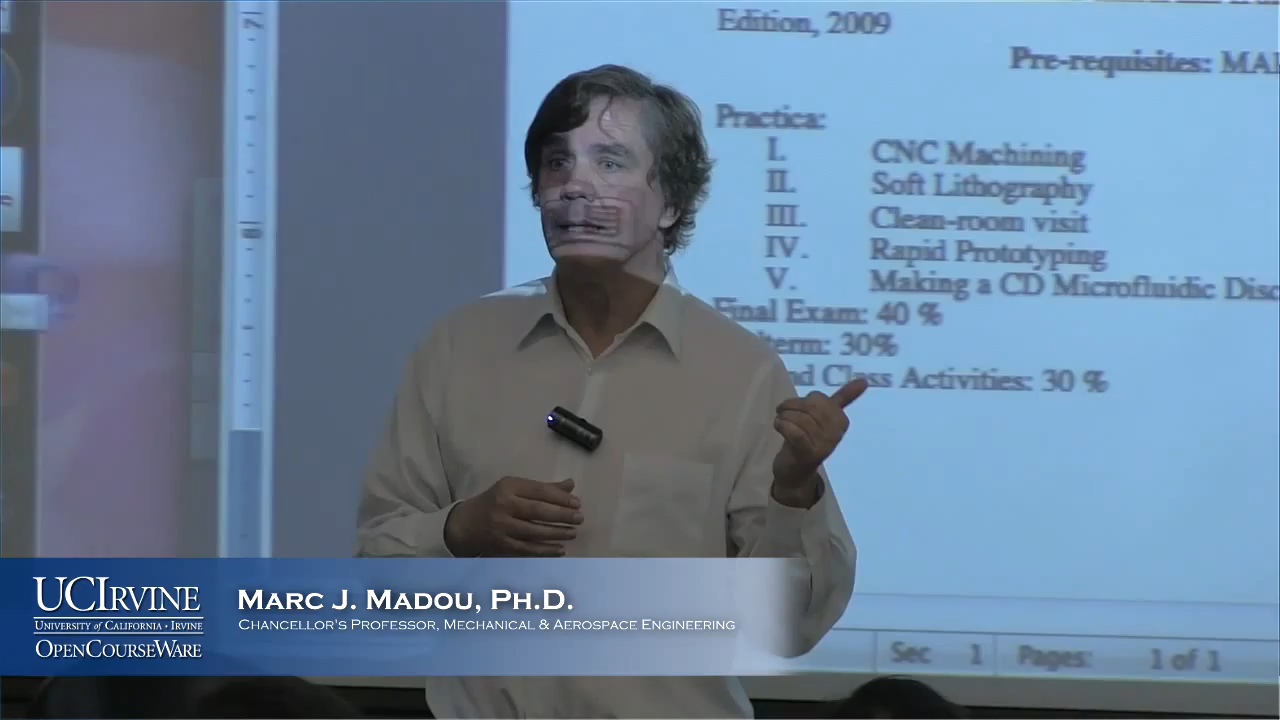 Edition, 2009
Pre-requisites: MA
Practica:
I. CNC Machining
II. Soft Lithography
III. Clean-room visit
IV. Rapid Prototyping
V. Making a CD Microfluidic Disc
Final Exam: 40 %
30%
Class Activities: 30 %
UCIRVINE
UNIVERSITY of CALIFORNIA • IRVINE
OPENCOURSEWARE
MARC J. MADOU, PH.D.
CHANCELLOR'S PROFESSOR, MECHANICAL & AEROSPACE ENGINEERING
Sec 1 Pages: 1 of 1